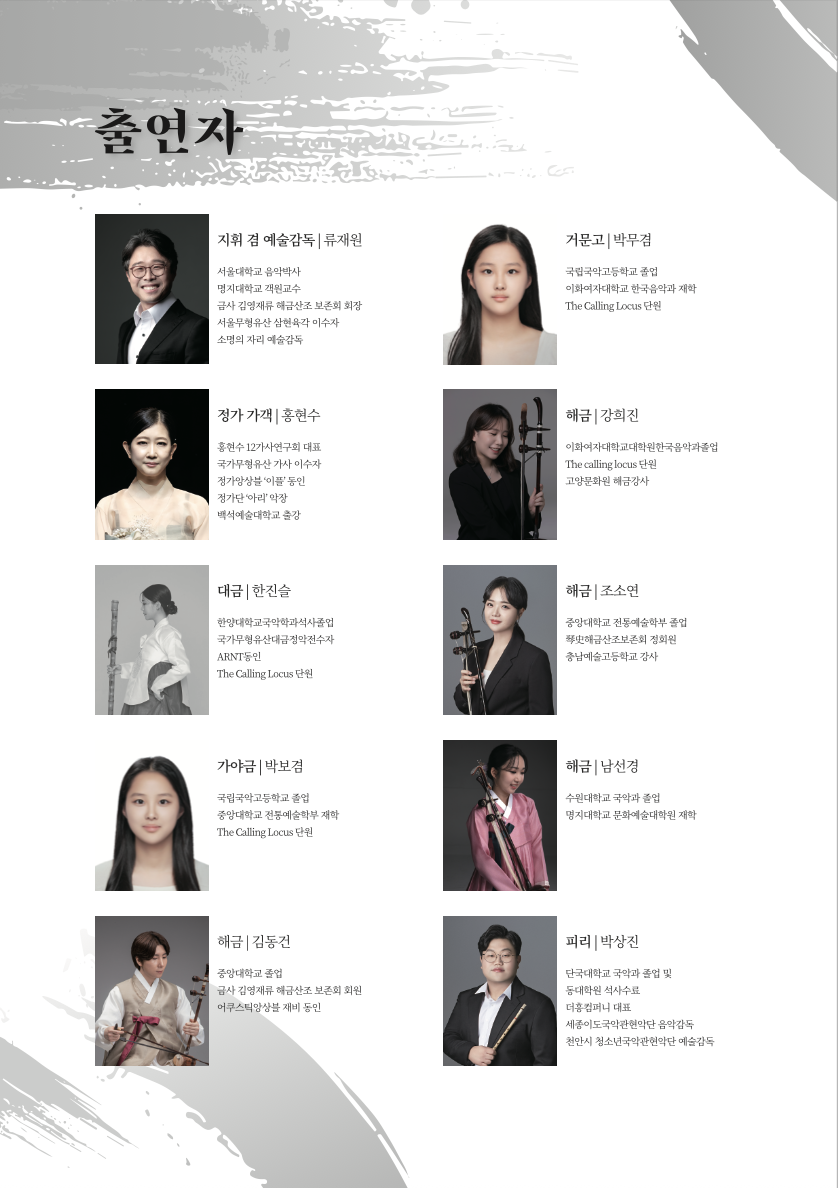 출연자
지휘 겸 예술감독 | 류재원
서울대학교 음악박사
명지대학교 객원교수
금사 김영재류 해금산조 보존회 회장
서울무형유산 삼현육각 이수자
소명의 자리 예술감독
정가 가객 | 홍현수
홍현수 12가사연구회 대표
국가무형유산 가사 이수자
정가앙상블 '이플' 동인
정가단 '아리' 악장
백석예술대학교 출강
대금 | 한진슬
한양대학교국악학과석사졸업
국가무형유산대금정악전수자
ARNT동인
The Calling Locus 단원
가야금 | 박보겸
국립국악고등학교 졸업
중앙대학교 전통예술학부 재학
The Calling Locus 단원
해금 | 김동건
중앙대학교 졸업
금사 김영재류 해금산조 보존회 회원
어쿠스틱앙상블 재비 동인
거문고 | 박무겸
국립국악고등학교 졸업
이화여자대학교 한국음악과 재학
The Calling Locus 단원
해금 | 강희진
이화여자대학교대학원한국음악과졸업
The calling locus 단원
고양문화원 해금강사
해금 | 조소연
중앙대학교 전통예술학부 졸업
琴史해금산조보존회 정회원
충남예술고등학교 강사
해금 | 남선경
수원대학교 국악과 졸업
명지대학교 문화예술대학원 재학
피리 | 박상진
단국대학교 국악과 졸업 및
동대학원 석사수료
더흥컴퍼니 대표
세종이도국악관현악단 음악감독
천안시 청소년국악관현악단 예술감독